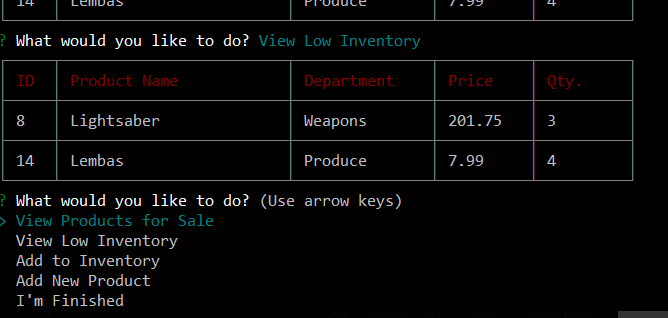 14 Lembas Produce 7.99 4
? What would you like to do? View Low Inventory
ID Product Name Department Price Qty.
8 Lightsaber Weapons 201.75 3
14 Lembas Produce 7.99 4
? What would you like to do? (Use arrow keys)
> View Products for Sale
View Low Inventory
Add to Inventory
Add New Product
I'm Finished